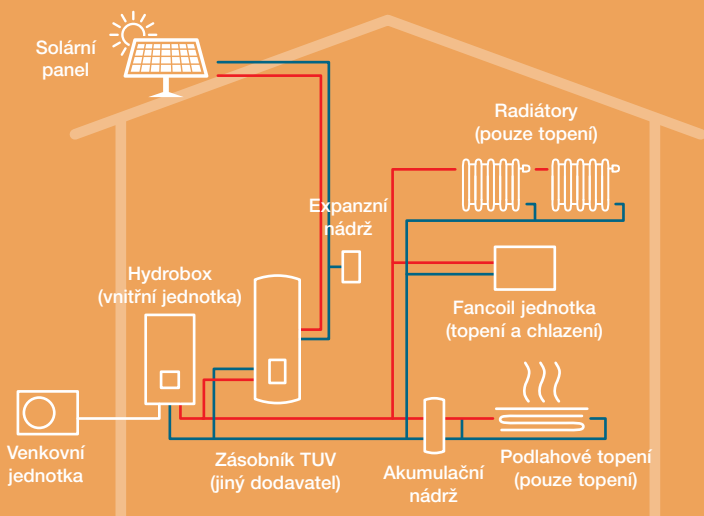 Solární
panel
Radiátory
(pouze topení)
Expanzní
nádrž
Hydrobox
(vnitřní jednotka)
Fancoil jednotka
(topení a chlazení)
Venkovní
jednotka
Zásobník TUV
(jiný dodavatel)
Akumulační
nádrž
Podlahové topení
(pouze topení)